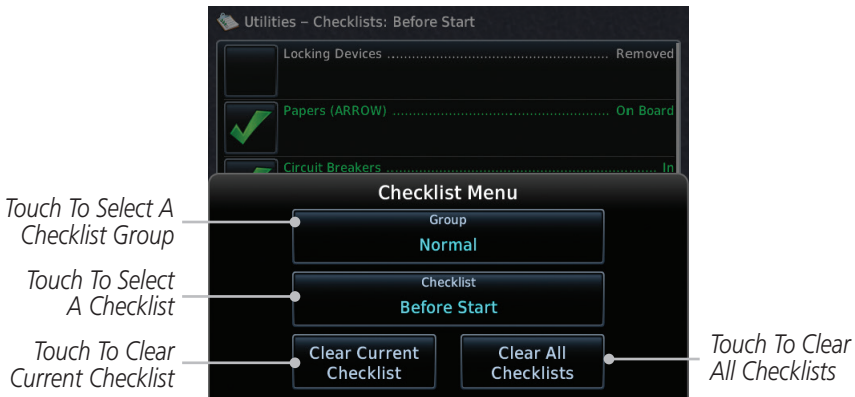 Utilities – Checklists: Before Start
Locking Devices ........................................................ Removed
Papers (ARROW) ....................................................... On Board
Circuit Breakers .................................................................... In
Checklist Menu
Touch To Select A
Checklist Group
Group
Normal
Touch To Select
A Checklist
Checklist
Before Start
Touch To Clear
Current Checklist
Clear Current
Checklist
Clear All
Checklists
Touch To Clear
All Checklists